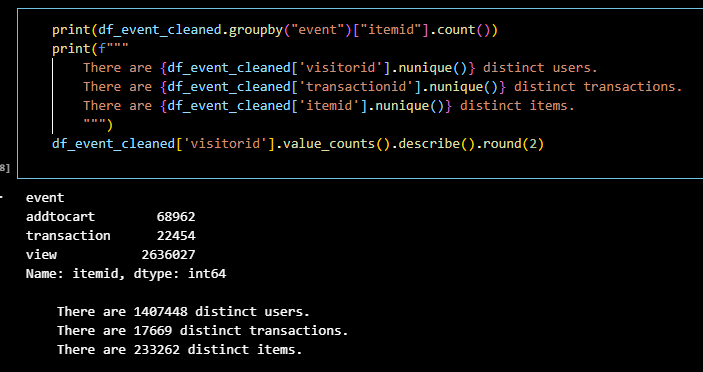 print(df_event_cleaned.groupby("event")["itemid"].count())
print(f"""
    There are {df_event_cleaned['visitorid'].nunique()} distinct users.
    There are {df_event_cleaned['transactionid'].nunique()} distinct transactions.
    There are {df_event_cleaned['itemid'].nunique()} distinct items.
    """)
df_event_cleaned['visitorid'].value_counts().describe().round(2)
8]
event
addtocart        68962
transaction      22454
view           2636027
Name: itemid, dtype: int64
    There are 1407448 distinct users.
    There are 17669 distinct transactions.
    There are 233262 distinct items.